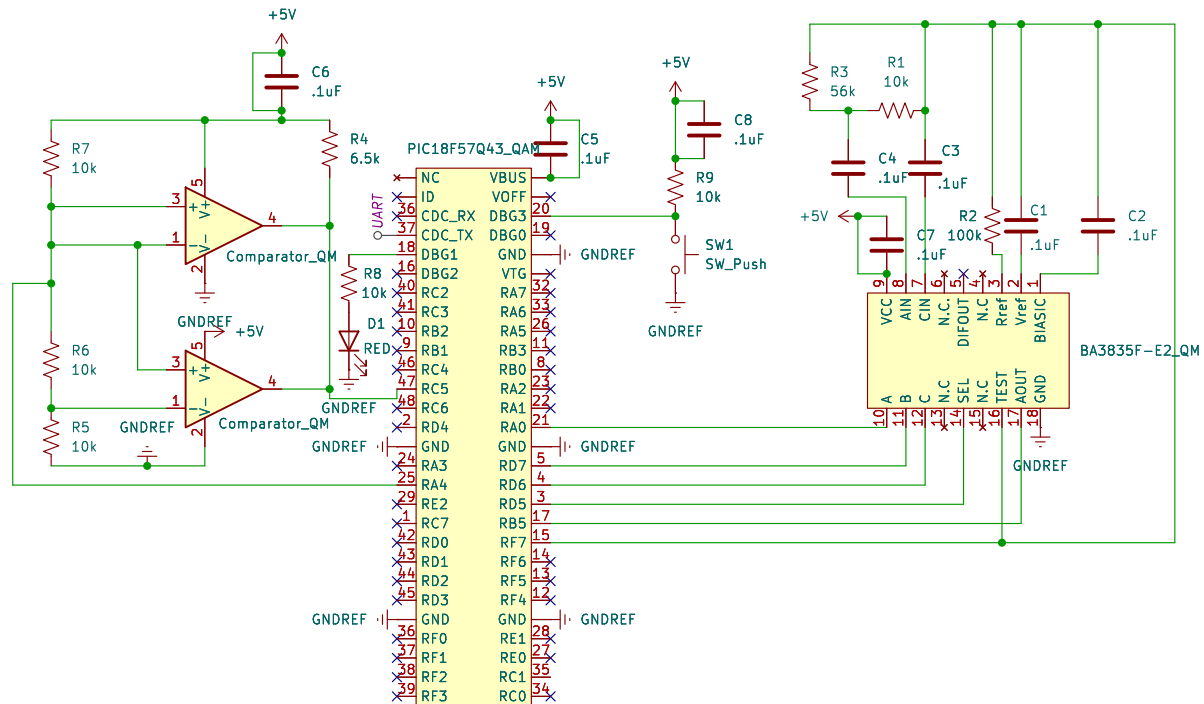 +5V
C6
.1uF
R7
10k
R4
6.5k
3
1
5
4
2
+
-
V+
V-
Comparator_QM
GNDREF
+5V
R6
10k
3
1
5
4
2
+
-
V+
V-
Comparator_QM
R5
10k
GNDREF
UART
R8
10k
D1
RED
GNDREF
PIC18F57Q43_QAM
+5V
C5
.1uF
NC
ID
36 CDC_RX
37 CDC_TX
18 DBG1
16 DBG2
40 RC2
41 RC3
10 RB2
9 RB1
46 RC4
47 RC5
48 RC6
2 RD4
GNDREF GND
24 RA3
25 RA4
29 RE2
1 RC7
42 RD0
43 RD1
44 RD2
45 RD3
GNDREF GND
36 RF0
37 RF1
38 RF2
39 RF3
VBUS
VOFF
DBG3 20
DBG0 19
GND GNDREF
VTG
RA7 32
RA6 33
RA5 26
RB3 11
RB0 8
RA2 23
RA1 22
RA0 21
GND GNDREF
RD7 5
RD6 4
RD5 3
RB5 17
RF7 15
RF6 14
RF5 13
RF4 12
GND GNDREF
RE1 28
RE0 27
RC1 35
RC0 34
+5V
C8
.1uF
R9
10k
SW1
SW_Push
GNDREF
R3
56k
R1
10k
C4
.1uF
C3
.1uF
R2
100k
C1
.1uF
C2
.1uF
+5V
C7
.1uF
9 8 7 6 5 4 3 2 1
VCC
AIN
CIN
N.C.
DIFOUT
N.C
Rref
Vref
BIASIC
BA3835F-E2_QM
A
B
C
N.C
SEL
N.C
TEST
AOUT
GND
10 11 12 13 14 15 16 17 18
GNDREF